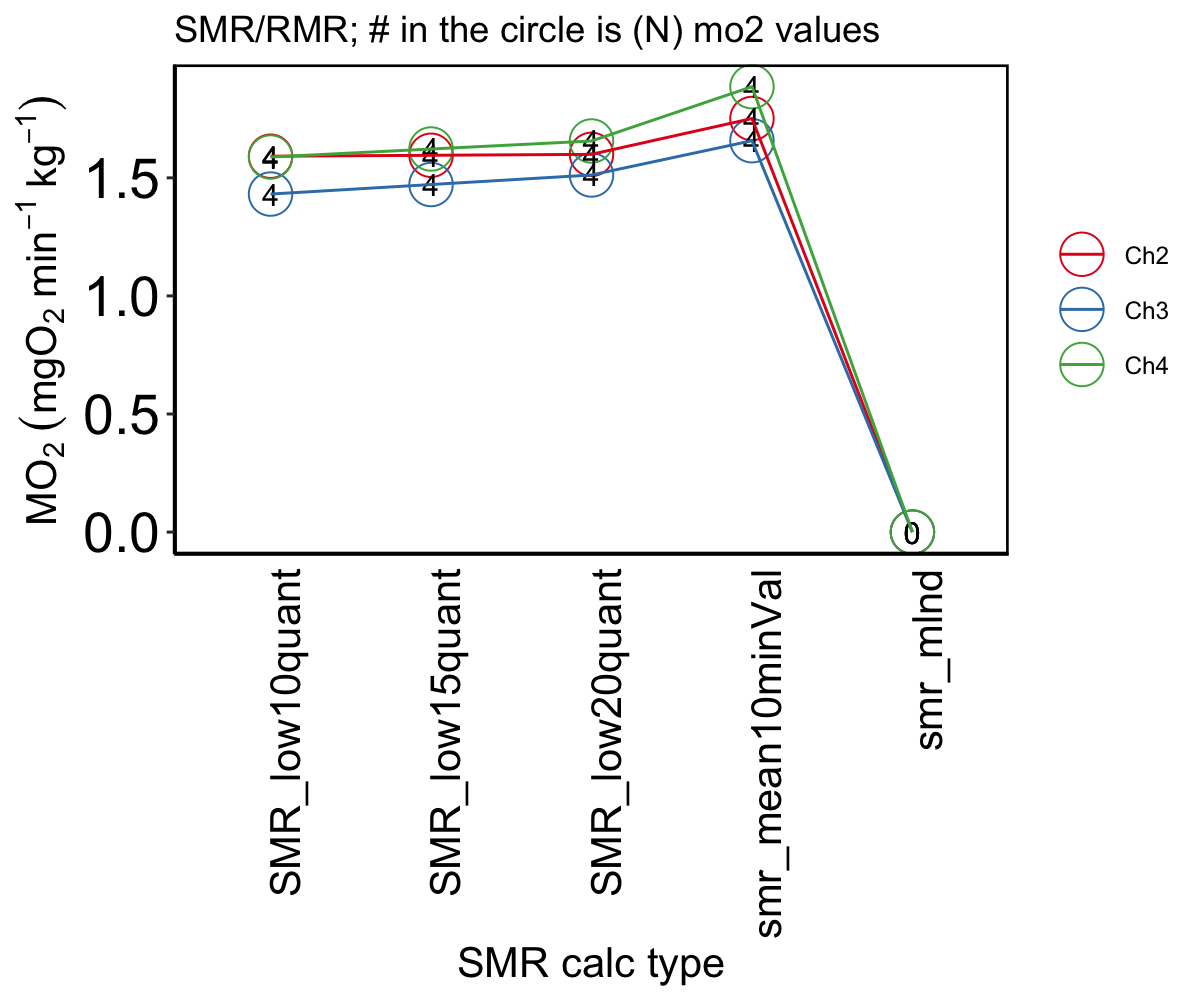 SMR/RMR; # in the circle is (N) mo2 values
MO₂ (mgO₂ min⁻¹ kg⁻¹)
1.5
1.0
0.5
0.0
4 4 4 4
4 4 4 4
4 4 4 4
0
SMR_low10quant
SMR_low15quant
SMR_low20quant
smr_mean10minVal
smr_mlnd
SMR calc type
Ch2
Ch3
Ch4